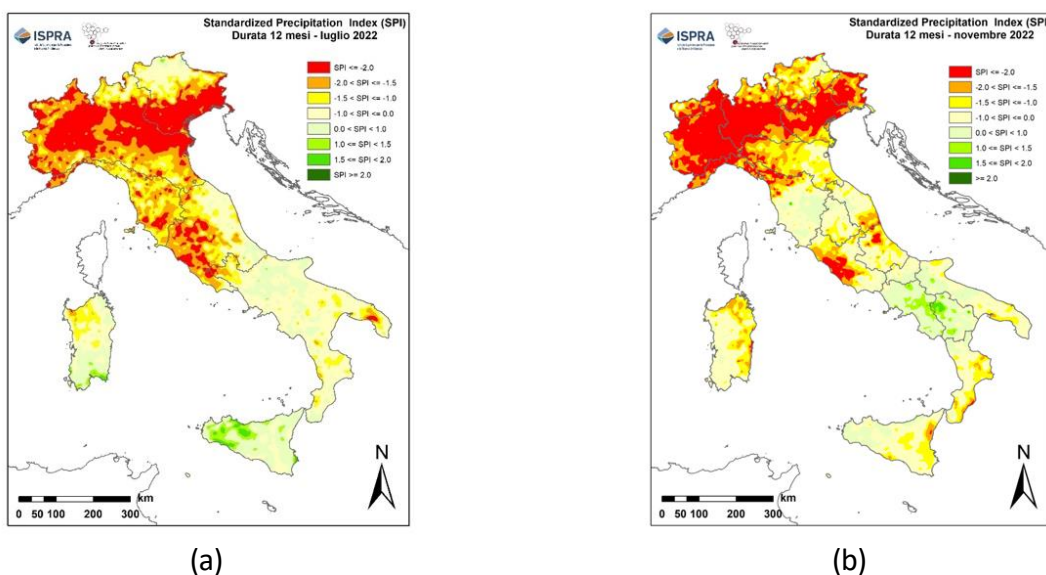 ISPRA
Standardized Precipitation Index (SPI)
Durata 12 mesi - luglio 2022
SPI <= -2.0
-2.0 < SPI <= -1.5
-1.5 < SPI <= -1.0
-1.0 < SPI <= 0.0
0.0 < SPI < 1.0
1.0 <= SPI < 1.5
1.5 <= SPI < 2.0
SPI >= 2.0
N
km
0 50 100 200 300
(a)
ISPRA
Standardized Precipitation Index (SPI
Durata 12 mesi - novembre 2022
SPI <= -2.0
-2.0 < SPI <= -1.5
-1.5 < SPI <= -1.0
-1.0 < SPI <= 0.0
0.0 < SPI < 1.0
1.0 <= SPI < 1.5
1.5 <= SPI < 2.0
>= 2.0
N
km
0 50 100 200 300
(b)